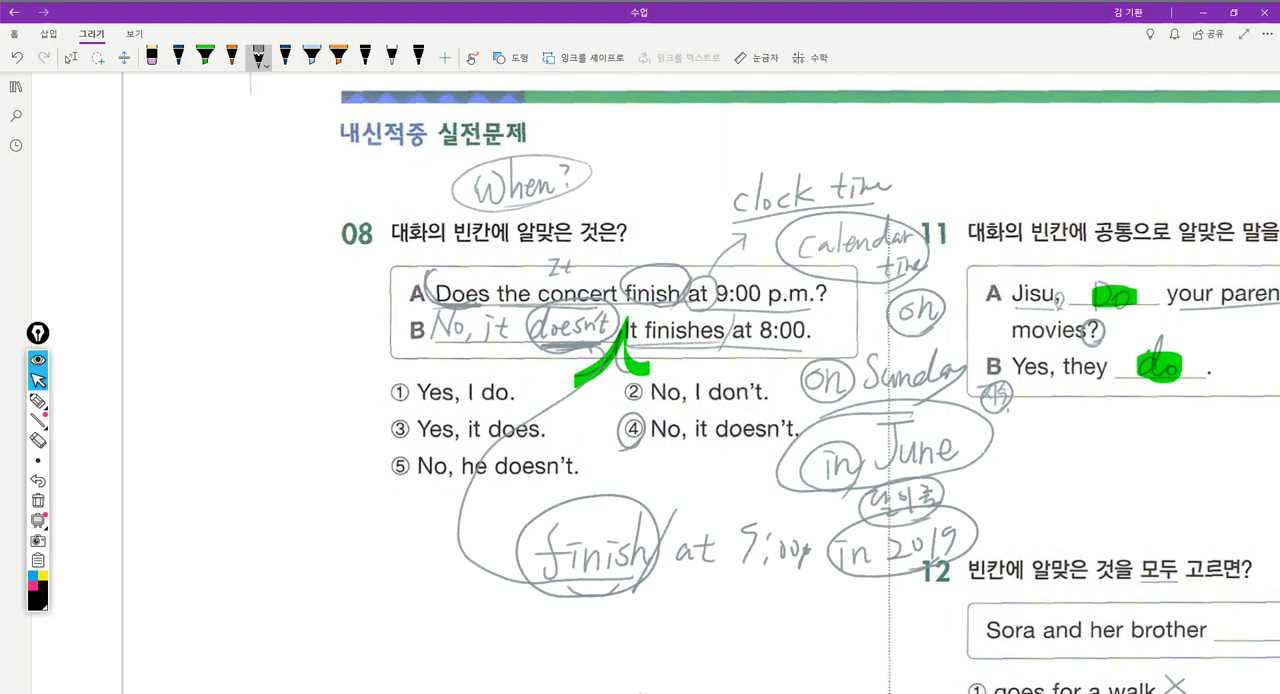 수업
김 기환
홈 삽입 그리기 보기
공유
도형 잉크를 셰이프로 잉크를 텍스트로 눈금자 수학
내신적중 실전문제
When?
clock time
calendar time
08 대화의 빈칸에 알맞은 것은?
It
A Does the concert finish at 9:00 p.m.?
B No, it doesn't. It finishes at 8:00.
on
① Yes, I do. ② No, I don't.
③ Yes, it does. ④ No, it doesn't.
⑤ No, he doesn't.
on Sunday
in June
달이름
finish at 9:00p in 2019
11 대화의 빈칸에 공통으로 알맞은 말을
A Jisu, Do your paren
movies?
B Yes, they do .
12 빈칸에 알맞은 것을 모두 고르면?
Sora and her brother
① goes for a walk